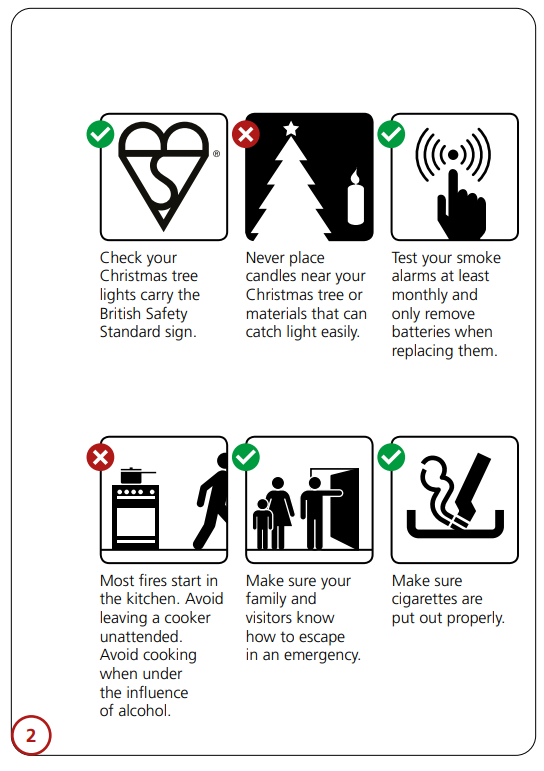 ®
Check your
Christmas tree
lights carry the
British Safety
Standard sign.
Never place
candles near your
Christmas tree or
materials that can
catch light easily.
Test your smoke
alarms at least
monthly and
only remove
batteries when
replacing them.
Most fires start in
the kitchen. Avoid
leaving a cooker
unattended.
Avoid cooking
when under
the influence
of alcohol.
Make sure your
family and
visitors know
how to escape
in an emergency.
Make sure
cigarettes are
put out properly.
2